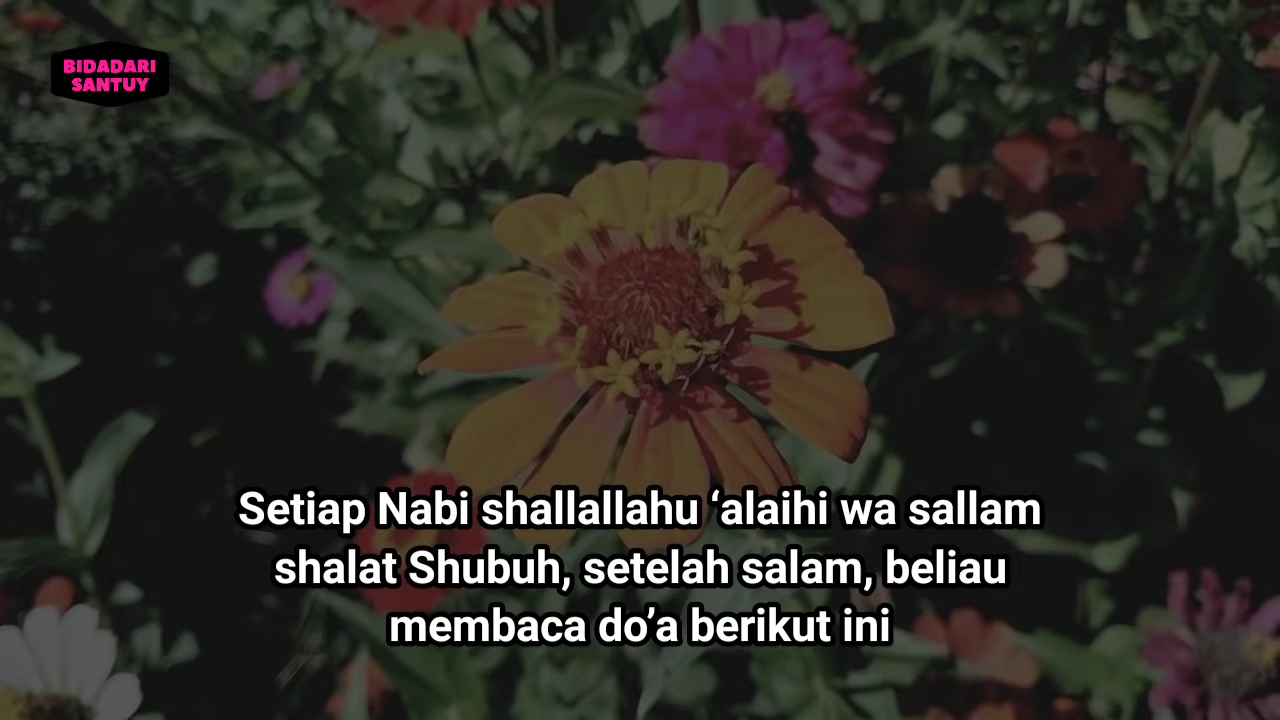 BIDADARI
SANTUY
Setiap Nabi shallallahu ‘alaihi wa sallam
shalat Shubuh, setelah salam, beliau
membaca do’a berikut ini